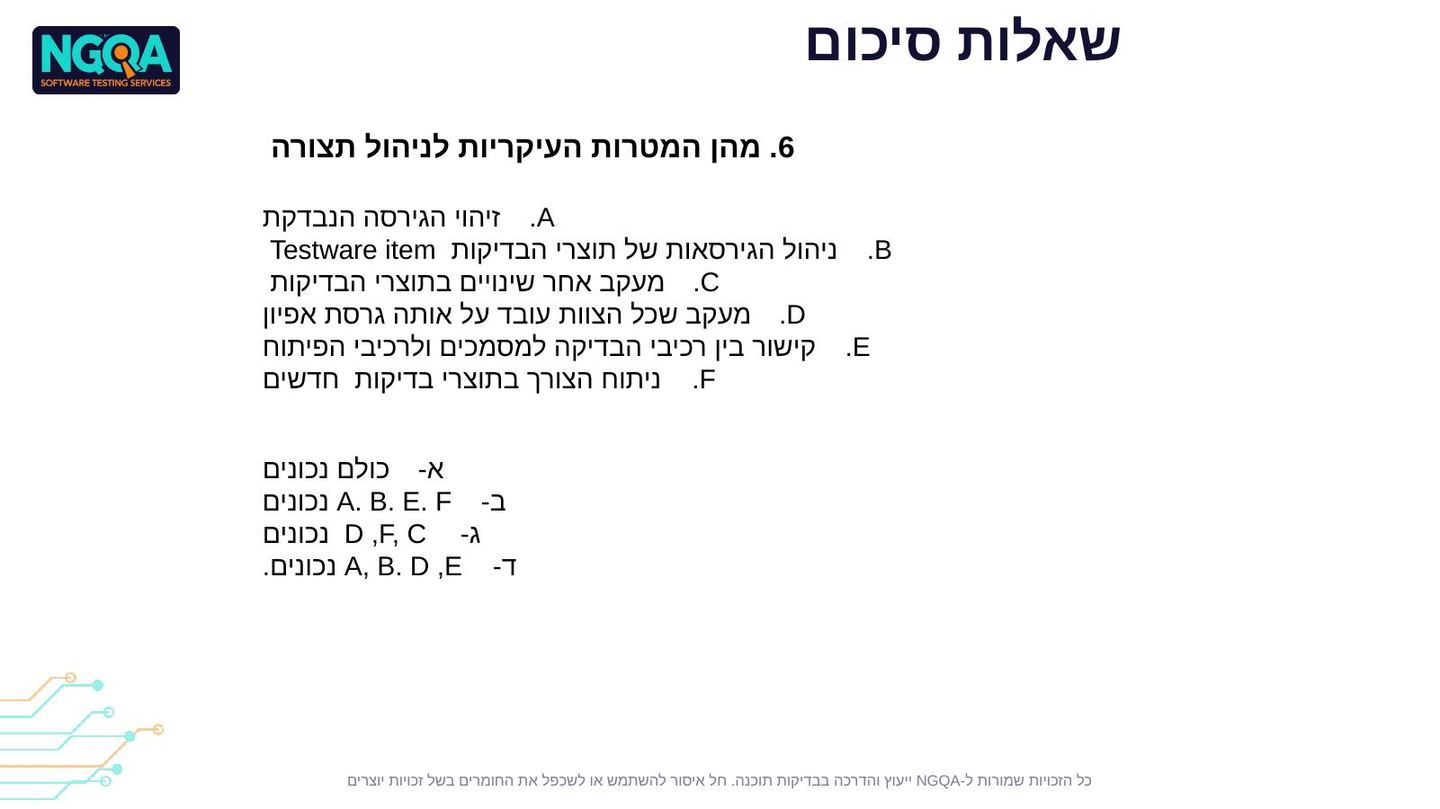 NGQA
SOFTWARE TESTING SERVICES
שאלות סיכום
6. מהן המטרות העיקריות לניהול תצורה
A. זיהוי הגירסה הנבדקת
B. ניהול הגירסאות של תוצרי הבדיקות Testware item
C. מעקב אחר שינויים בתוצרי הבדיקות
D. מעקב שכל הצוות עובד על אותה גרסת אפיון
E. קישור בין רכיבי הבדיקה למסמכים ולרכיבי הפיתוח
F. ניתוח הצורך בתוצרי בדיקות חדשים
א- כולם נכונים
ב- A. B. E. F נכונים
ג- D ,F, C נכונים
ד- A, B. D ,E נכונים.
כל הזכויות שמורות ל-NGQA ייעוץ והדרכה בבדיקות תוכנה. חל איסור להשתמש או לשכפל את החומרים בשל זכויות יוצרים